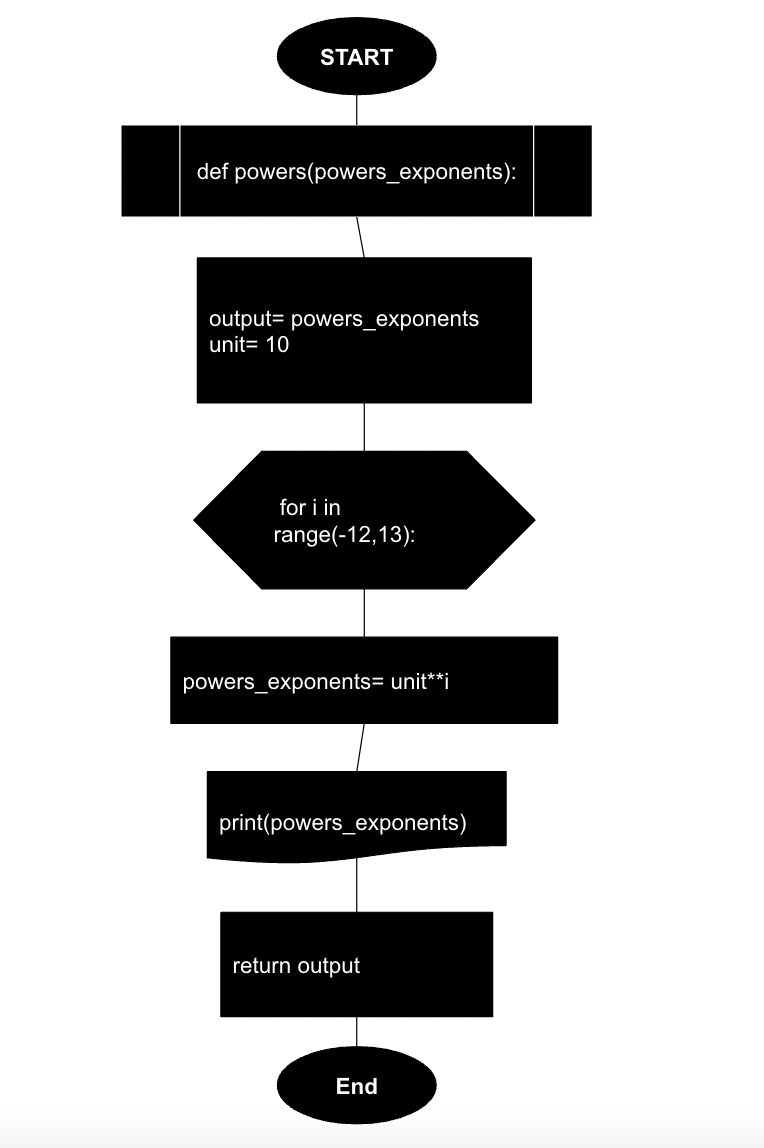 START
def powers(powers_exponents):
output= powers_exponents
unit= 10
for i in
range(-12,13):
powers_exponents= unit**i
print(powers_exponents)
return output
End